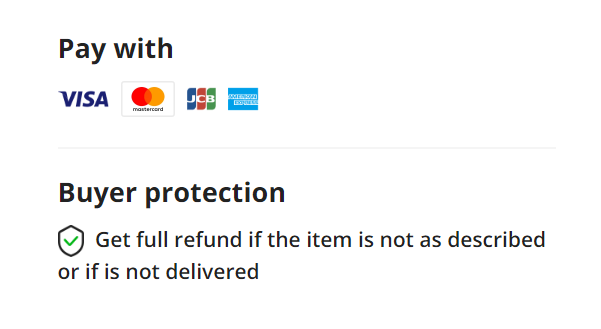 Pay with
VISA mastercard JCB AMERICAN EXPRESS
Buyer protection
Get full refund if the item is not as described
or if is not delivered